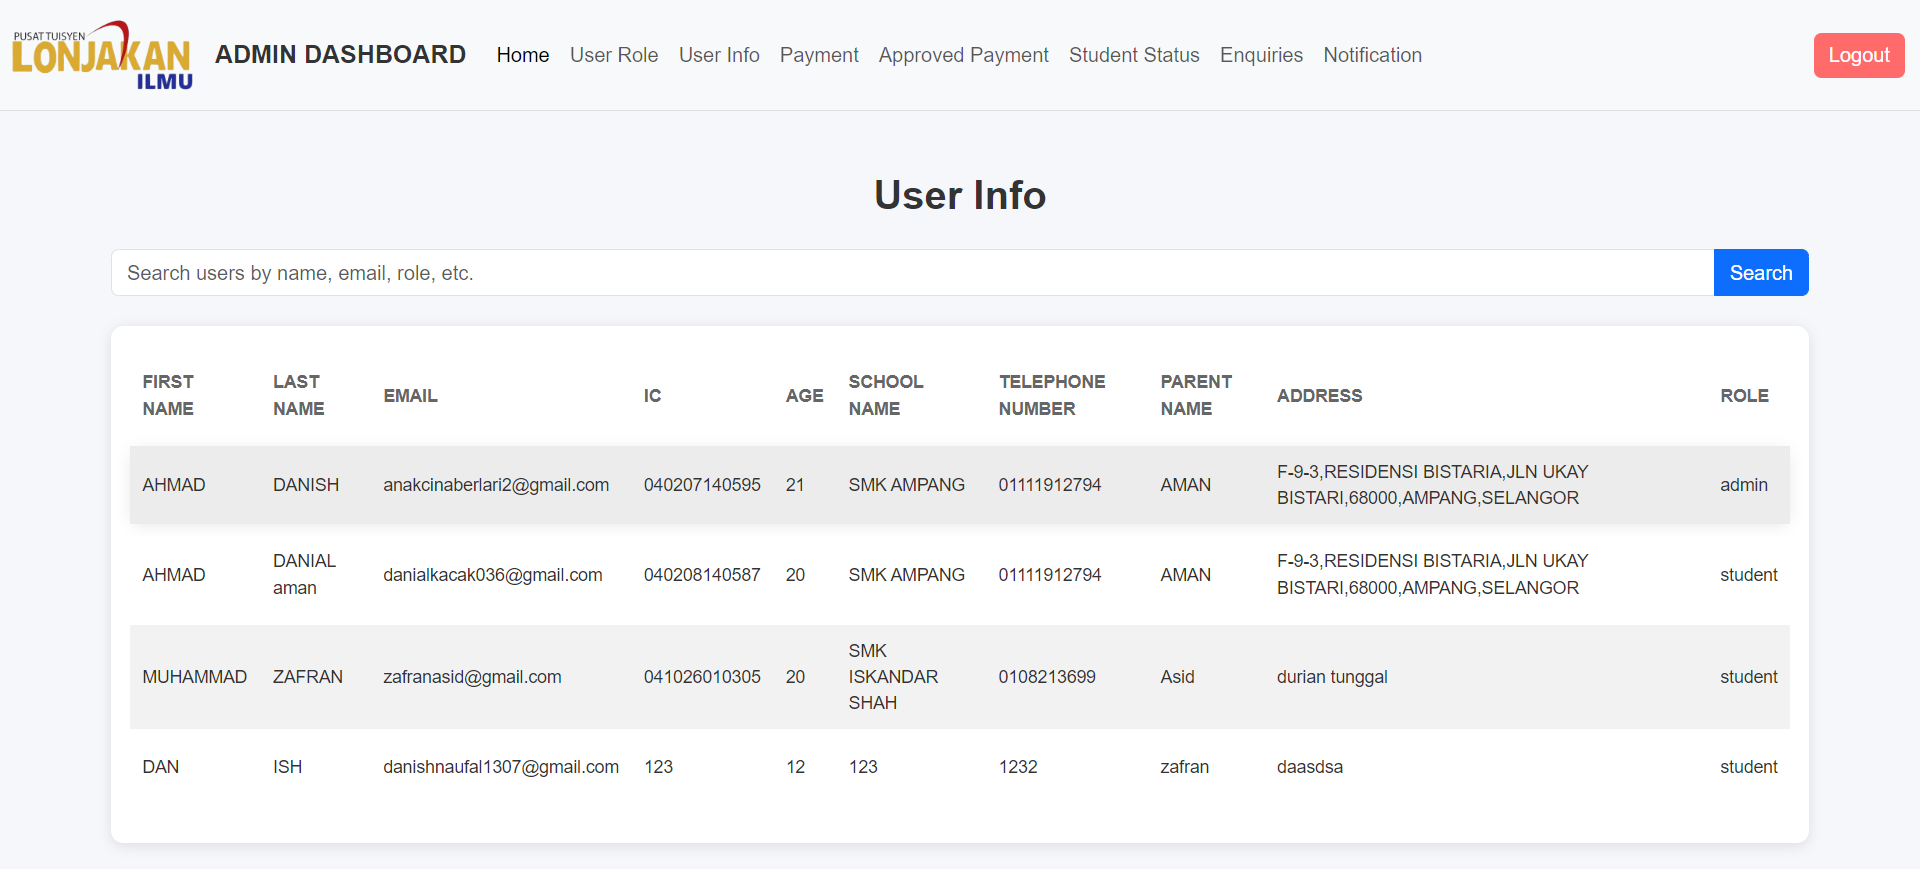 PUSAT TUISYEN
LONJAKAN
ILMU
ADMIN DASHBOARD Home User Role User Info Payment Approved Payment Student Status Enquiries Notification Logout
User Info
Search users by name, email, role, etc. Search
FIRST NAME LAST NAME EMAIL IC AGE SCHOOL NAME TELEPHONE NUMBER PARENT NAME ADDRESS ROLE
AHMAD DANISH anakcinaberlari2@gmail.com 040207140595 21 SMK AMPANG 01111912794 AMAN F-9-3,RESIDENSI BISTARIA,JLN UKAY BISTARI,68000,AMPANG,SELANGOR admin
AHMAD DANIAL aman danialkacak036@gmail.com 040208140587 20 SMK AMPANG 01111912794 AMAN F-9-3,RESIDENSI BISTARIA,JLN UKAY BISTARI,68000,AMPANG,SELANGOR student
MUHAMMAD ZAFRAN zafranasid@gmail.com 041026010305 20 SMK ISKANDAR SHAH 0108213699 Asid durian tunggal student
DAN ISH danishnaufal1307@gmail.com 123 12 123 1232 zafran daasdsa student